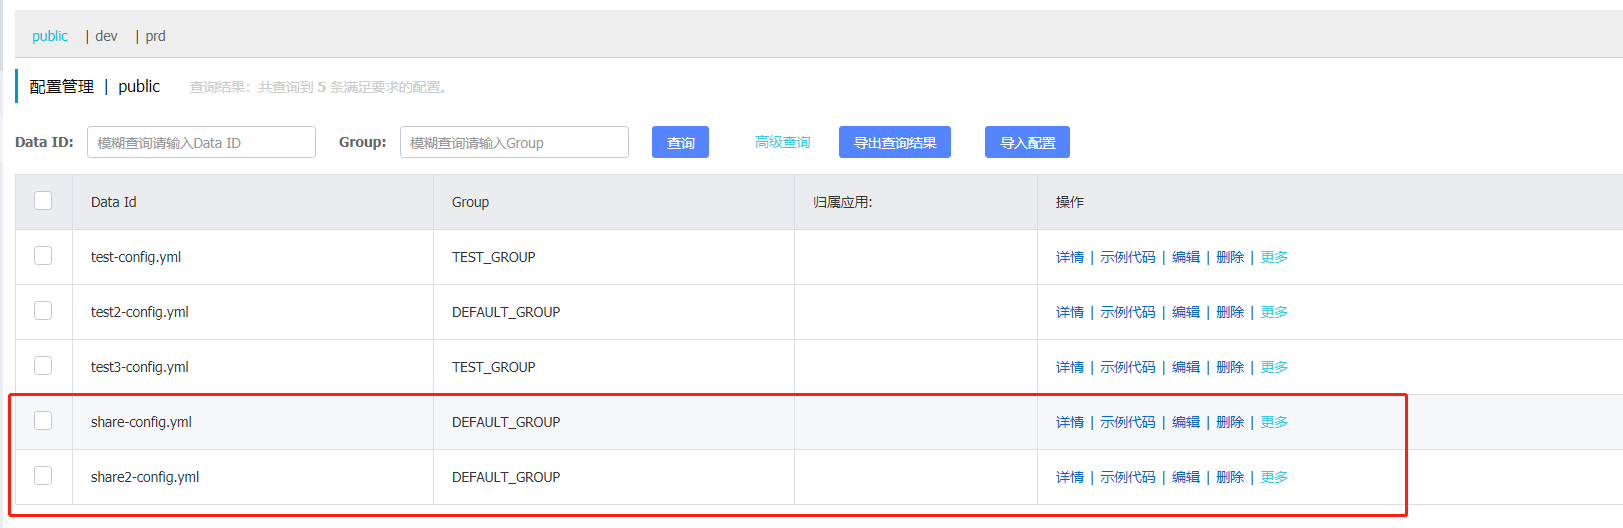 public | dev | prd
配置管理 | public 查询结果：共查询到 5 条满足要求的配置。
Data ID: 模糊查询请输入Data ID Group: 模糊查询请输入Group 查询 高级查询 导出查询结果 导入配置
Data Id Group 归属应用: 操作
test-config.yml TEST_GROUP 详情 | 示例代码 | 编辑 | 删除 | 更多
test2-config.yml DEFAULT_GROUP 详情 | 示例代码 | 编辑 | 删除 | 更多
test3-config.yml TEST_GROUP 详情 | 示例代码 | 编辑 | 删除 | 更多
share-config.yml DEFAULT_GROUP 详情 | 示例代码 | 编辑 | 删除 | 更多
share2-config.yml DEFAULT_GROUP 详情 | 示例代码 | 编辑 | 删除 | 更多